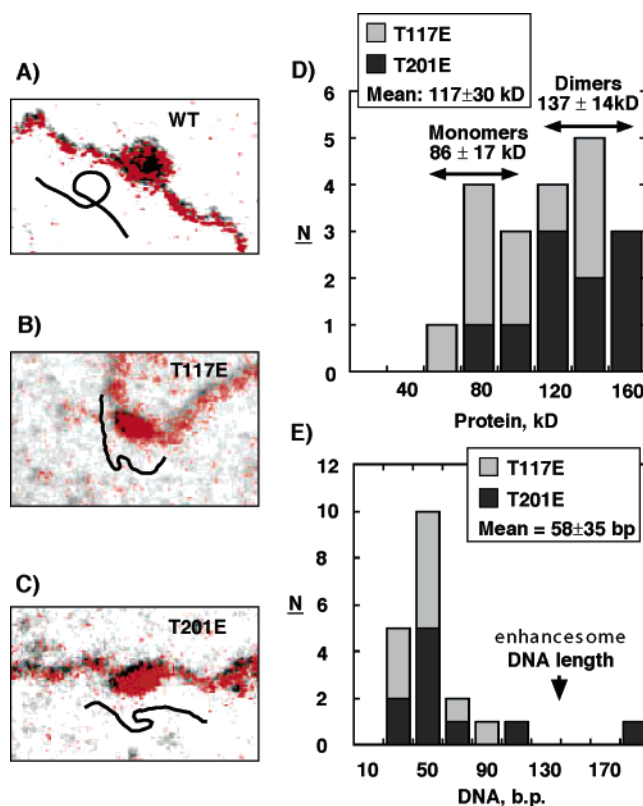 A)
WT
B)
T117E
C)
T201E
D)
T117E
T201E
Mean: 117±30 kD
Dimers
137 ± 14kD
Monomers
86 ± 17 kD
N
6
5
4
3
2
1
0
40 80 120 160
Protein, kD
E)
T117E
T201E
Mean = 58±35 bp
N
12
10
8
6
4
2
0
enhancesome
DNA length
10 50 90 130 190
DNA, b.p.